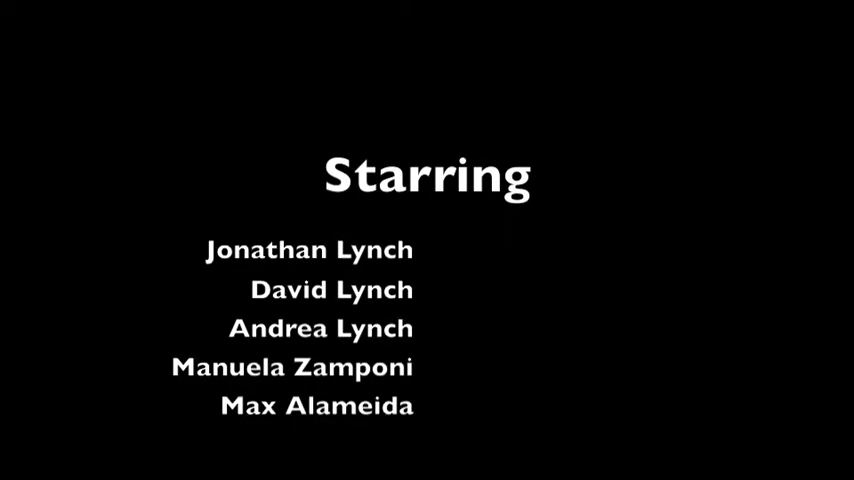 Starring
Jonathan Lynch
David Lynch
Andrea Lynch
Manuela Zamponi
Max Alameida